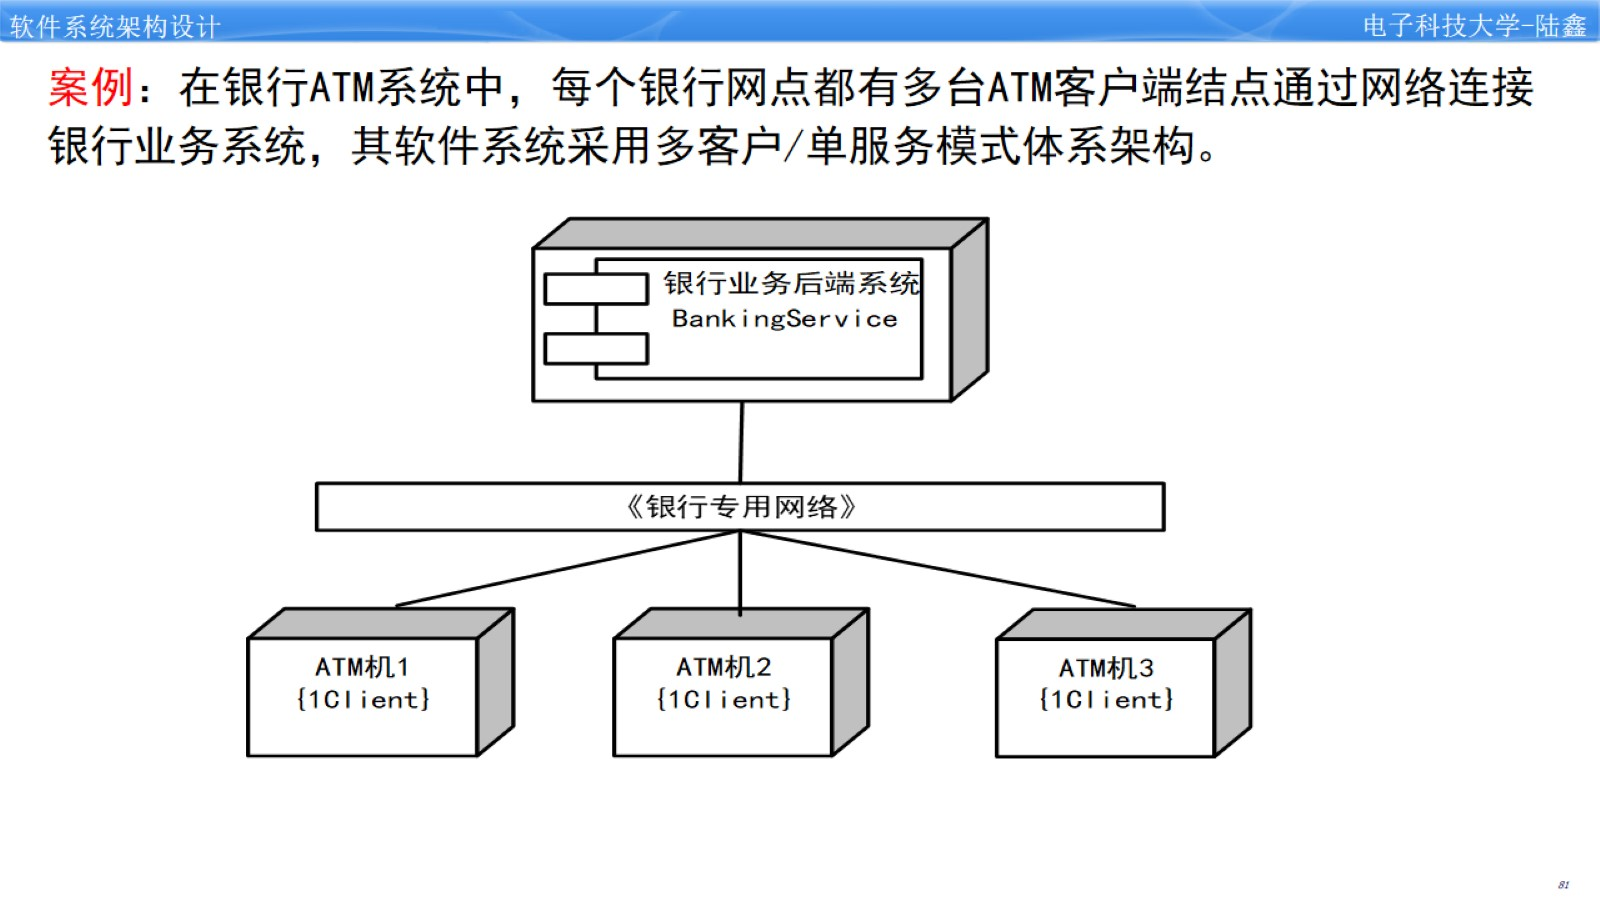 软件系统架构设计
电子科技大学-陆鑫
案例：在银行ATM系统中，每个银行网点都有多台ATM客户端结点通过网络连接
银行业务系统，其软件系统采用多客户/单服务模式体系架构。
银行业务后端系统
BankingService
《银行专用网络》
ATM机1
{1Client}
ATM机2
{1Client}
ATM机3
{1Client}
81